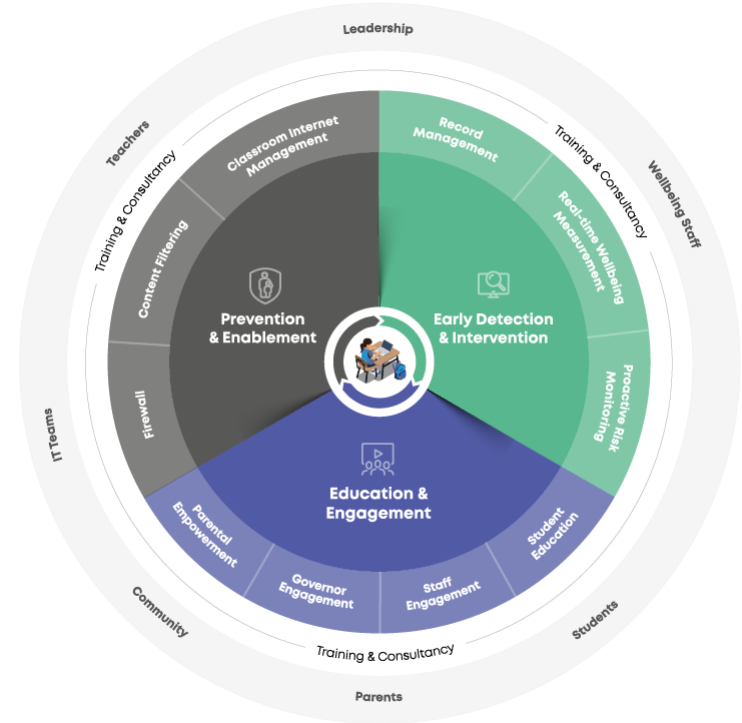 Leadership
Teachers
Training & Consultancy
Training & Consultancy
Wellbeing Staff
Classroom Internet
Management
Record
Management
Content Filtering
Real-time Wellbeing
Measurement
Prevention
& Enablement
Early Detection
& Intervention
Firewall
Proactive Risk
Monitoring
IT Teams
Education &
Engagement
Parental
Empowerment
Governor
Engagement
Staff
Engagement
Student
Education
Community
Training & Consultancy
Students
Parents